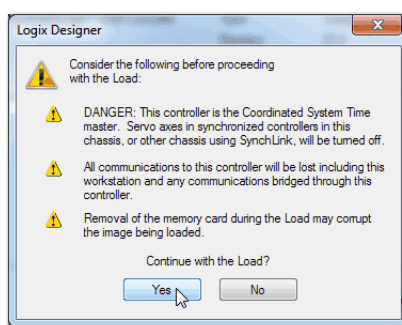 Logix Designer
Consider the following before proceeding
with the Load:
DANGER: This controller is the Coordinated System Time
master. Servo axes in synchronized controllers in this
chassis, or other chassis using SynchLink, will be turned off.
All communications to this controller will be lost including this
workstation and any communications bridged through this
controller.
Removal of the memory card during the Load may corrupt
the image being loaded.
Continue with the Load?
Yes No